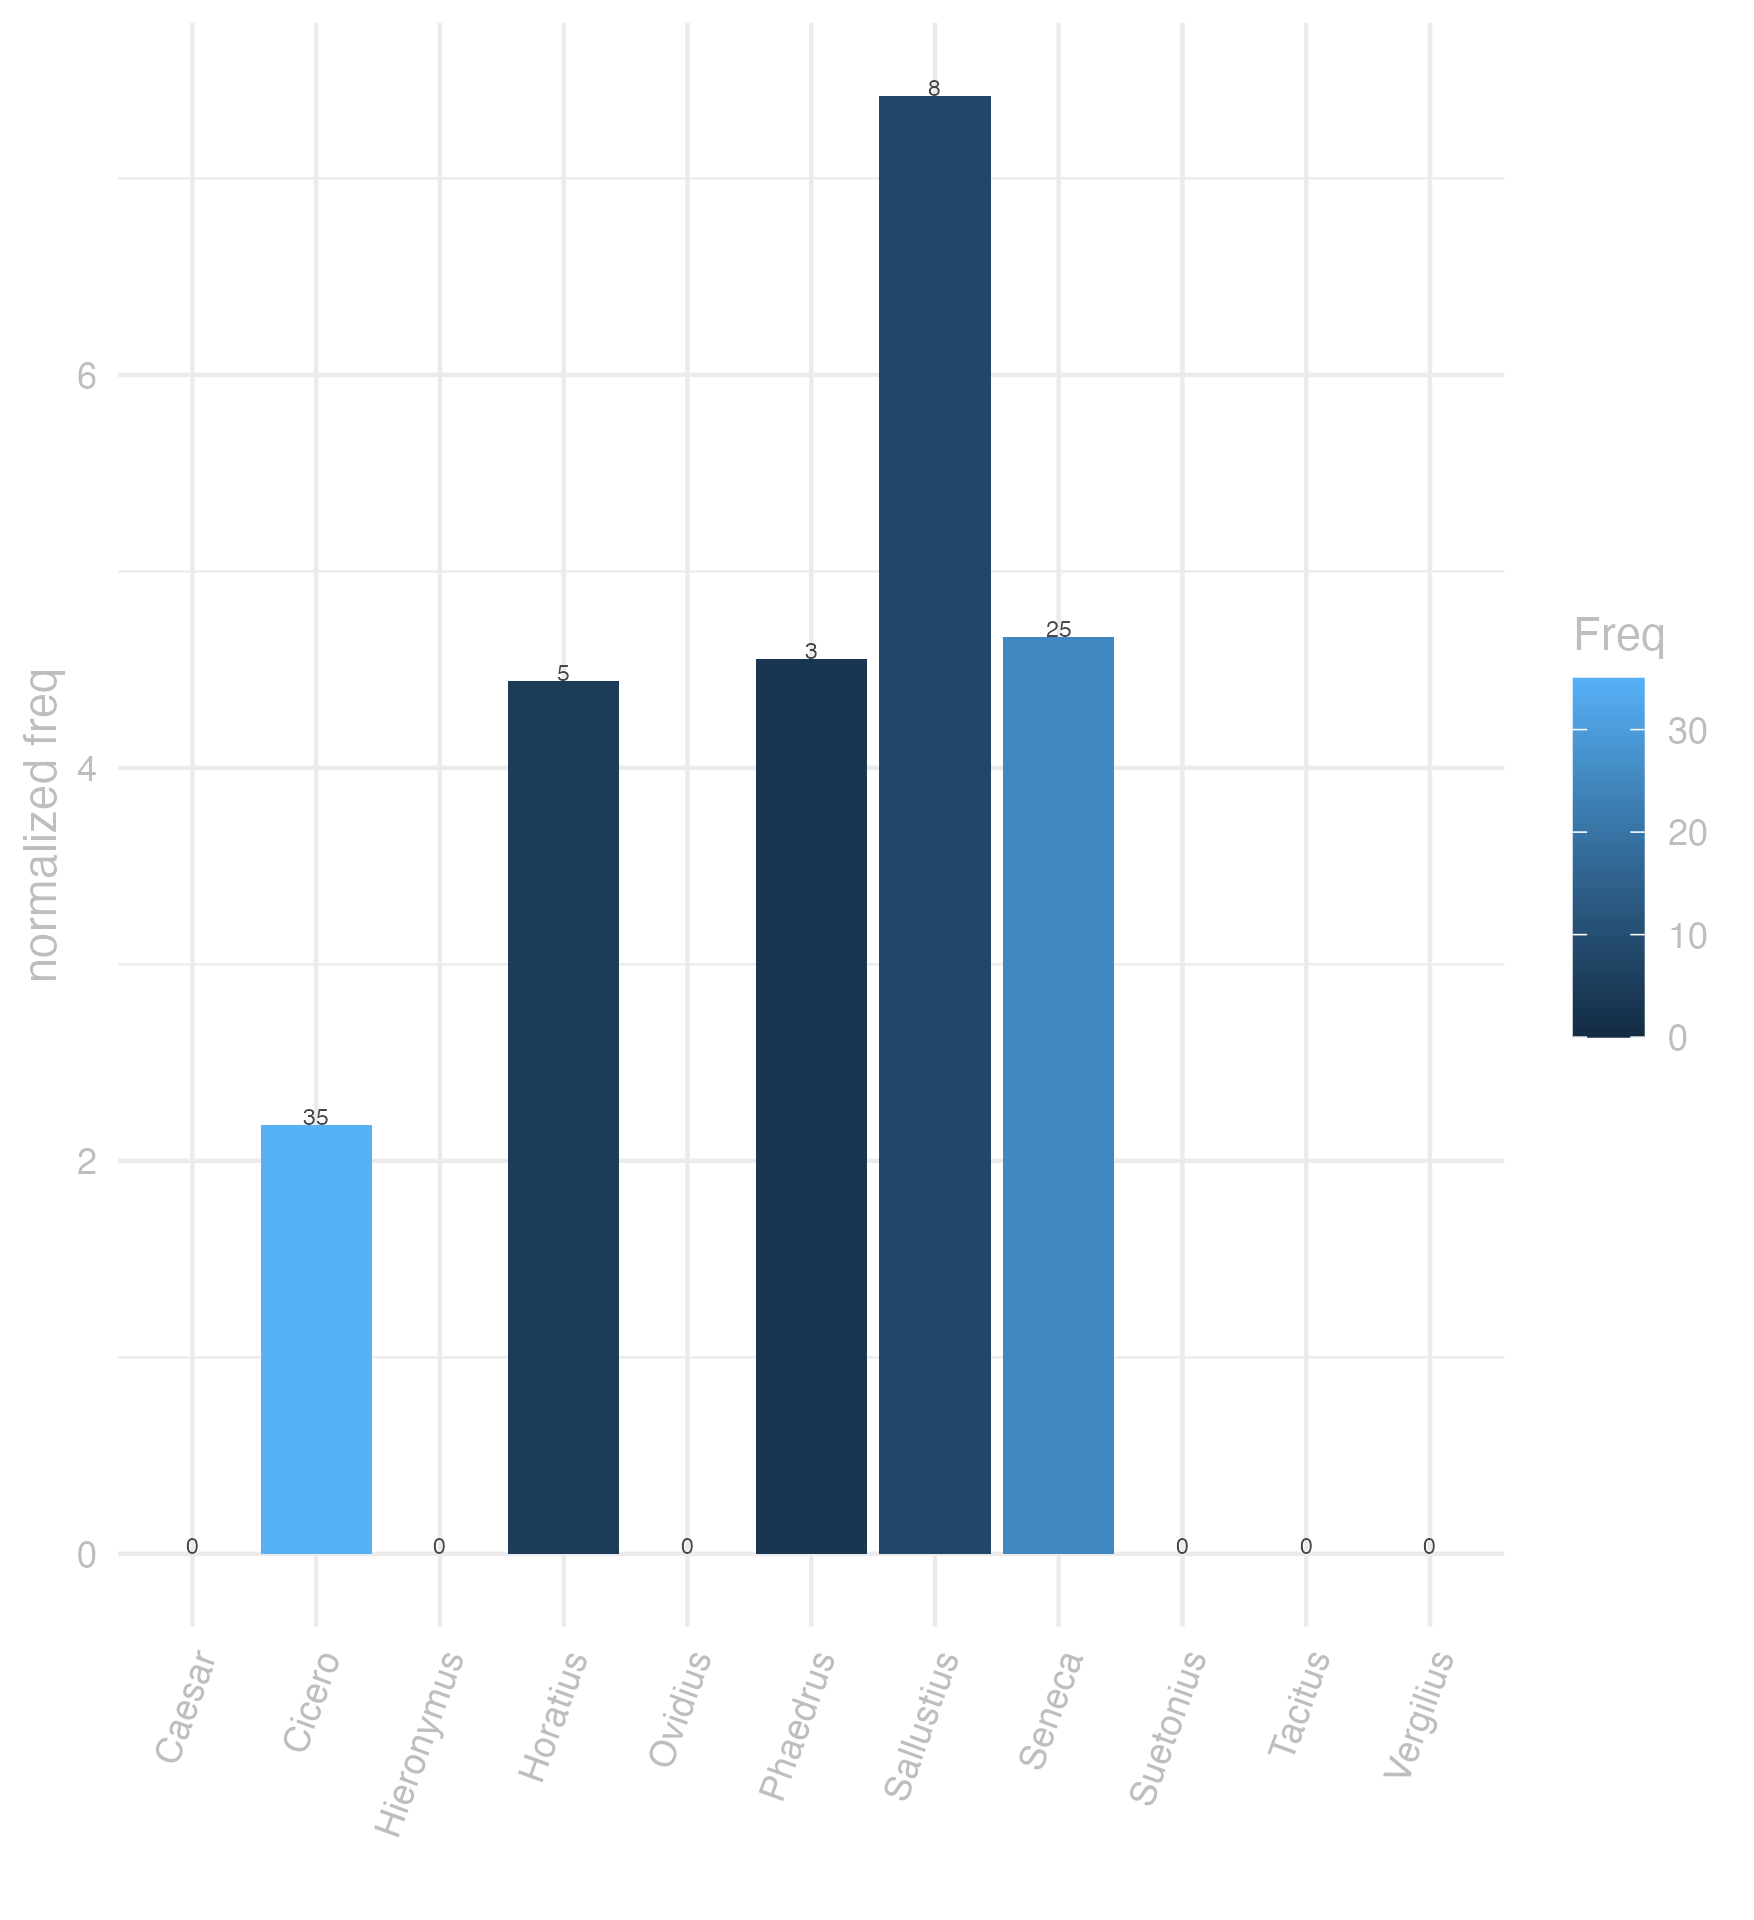 8
6
25
3
5
4
35
2
0
0
0
0
0
0
0
normalized freq
Caesar
Cicero
Hieronymus
Horatius
Ovidius
Phaedrus
Sallustius
Seneca
Suetonius
Tacitus
Vergilius
Freq
30
20
10
0